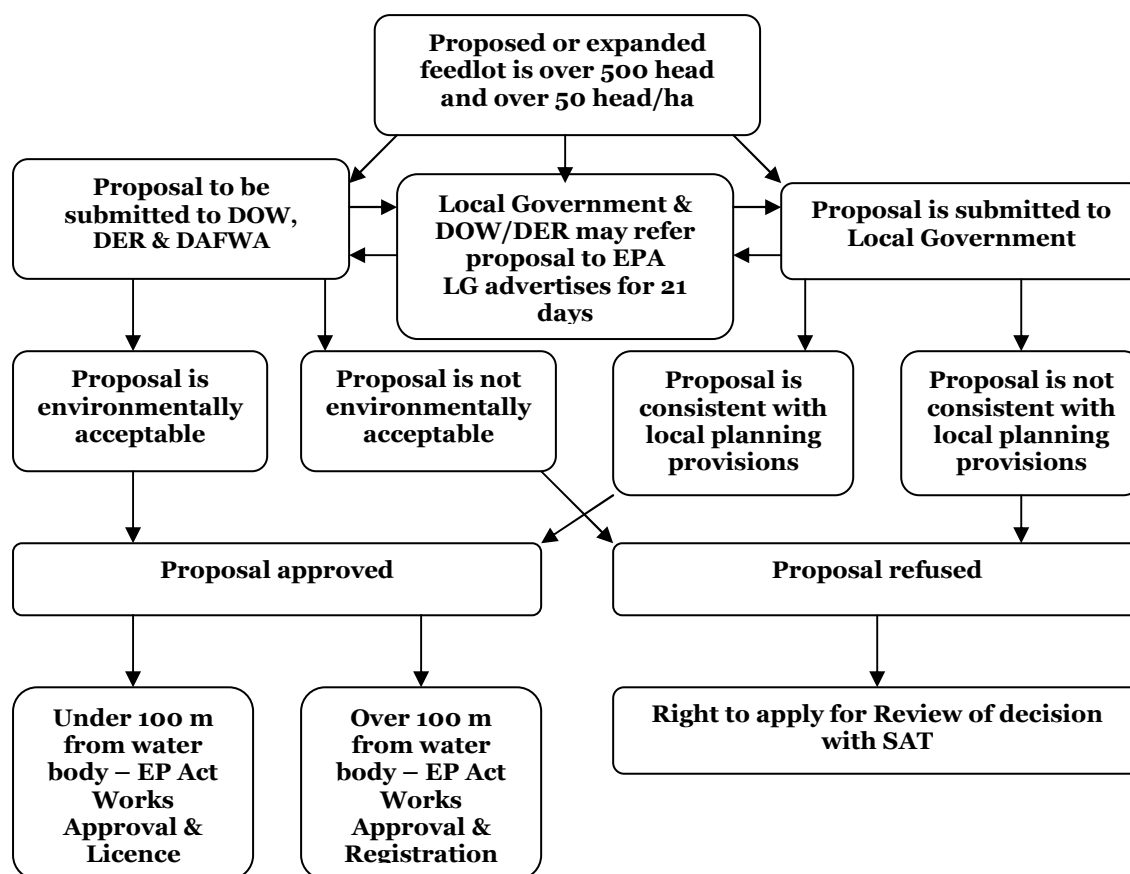 Proposed or expanded
feedlot is over 500 head
and over 50 head/ha
Proposal to be
submitted to DOW,
DER & DAFWA
Local Government &
DOW/DER may refer
proposal to EPA
LG advertises for 21
days
Proposal is submitted to
Local Government
Proposal is
environmentally
acceptable
Proposal is not
environmentally
acceptable
Proposal is
consistent with
local planning
provisions
Proposal is not
consistent with
local planning
provisions
Proposal approved
Proposal refused
Under 100 m
from water
body – EP Act
Works
Approval &
Licence
Over 100 m
from water
body – EP Act
Works
Approval &
Registration
Right to apply for Review of decision
with SAT